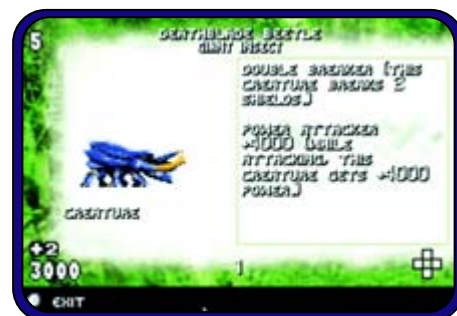 5
DEATHBLADE BEETLE
GIANT INSECT
DOUBLE BREAKER (THIS
CREATURE BREAKS 2
SHIELDS.)
POWER ATTACKER
+4000 (WHILE
ATTACKING, THIS
CREATURE GETS +4000
POWER.)
CREATURE
+2
3000
1
EXIT